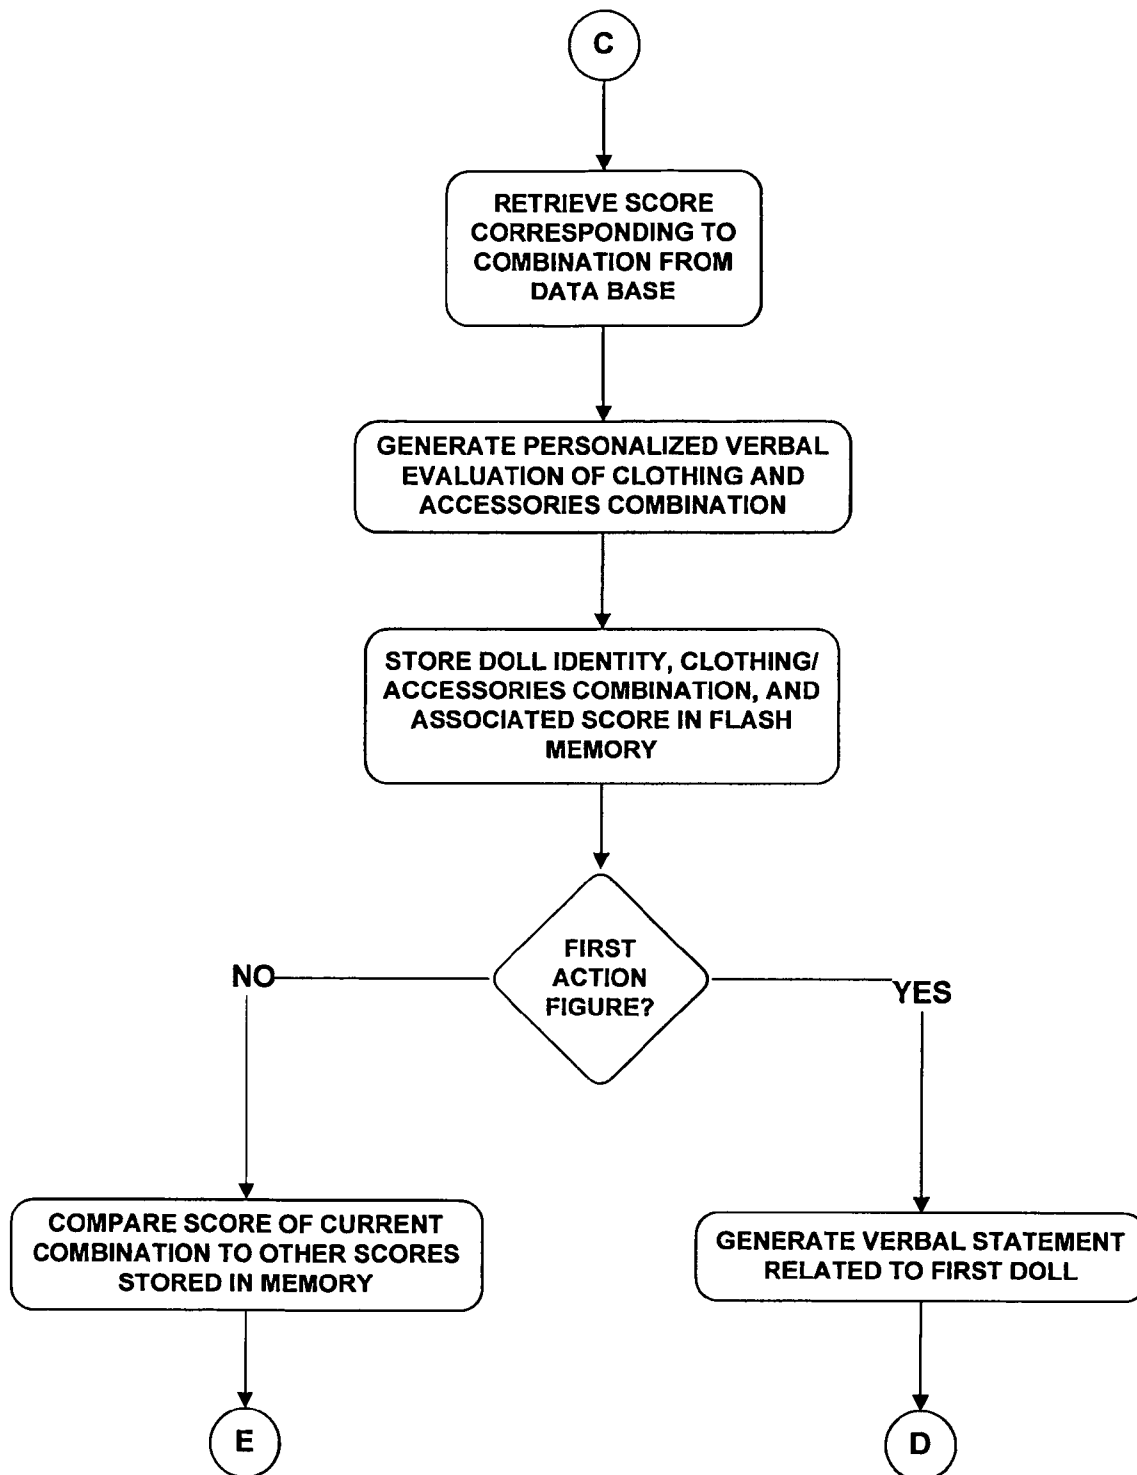 C
RETRIEVE SCORE
CORRESPONDING TO
COMBINATION FROM
DATA BASE
GENERATE PERSONALIZED VERBAL
EVALUATION OF CLOTHING AND
ACCESSORIES COMBINATION
STORE DOLL IDENTITY, CLOTHING/
ACCESSORIES COMBINATION, AND
ASSOCIATED SCORE IN FLASH
MEMORY
FIRST
ACTION
FIGURE?
NO
YES
COMPARE SCORE OF CURRENT
COMBINATION TO OTHER SCORES
STORED IN MEMORY
GENERATE VERBAL STATEMENT
RELATED TO FIRST DOLL
E
D